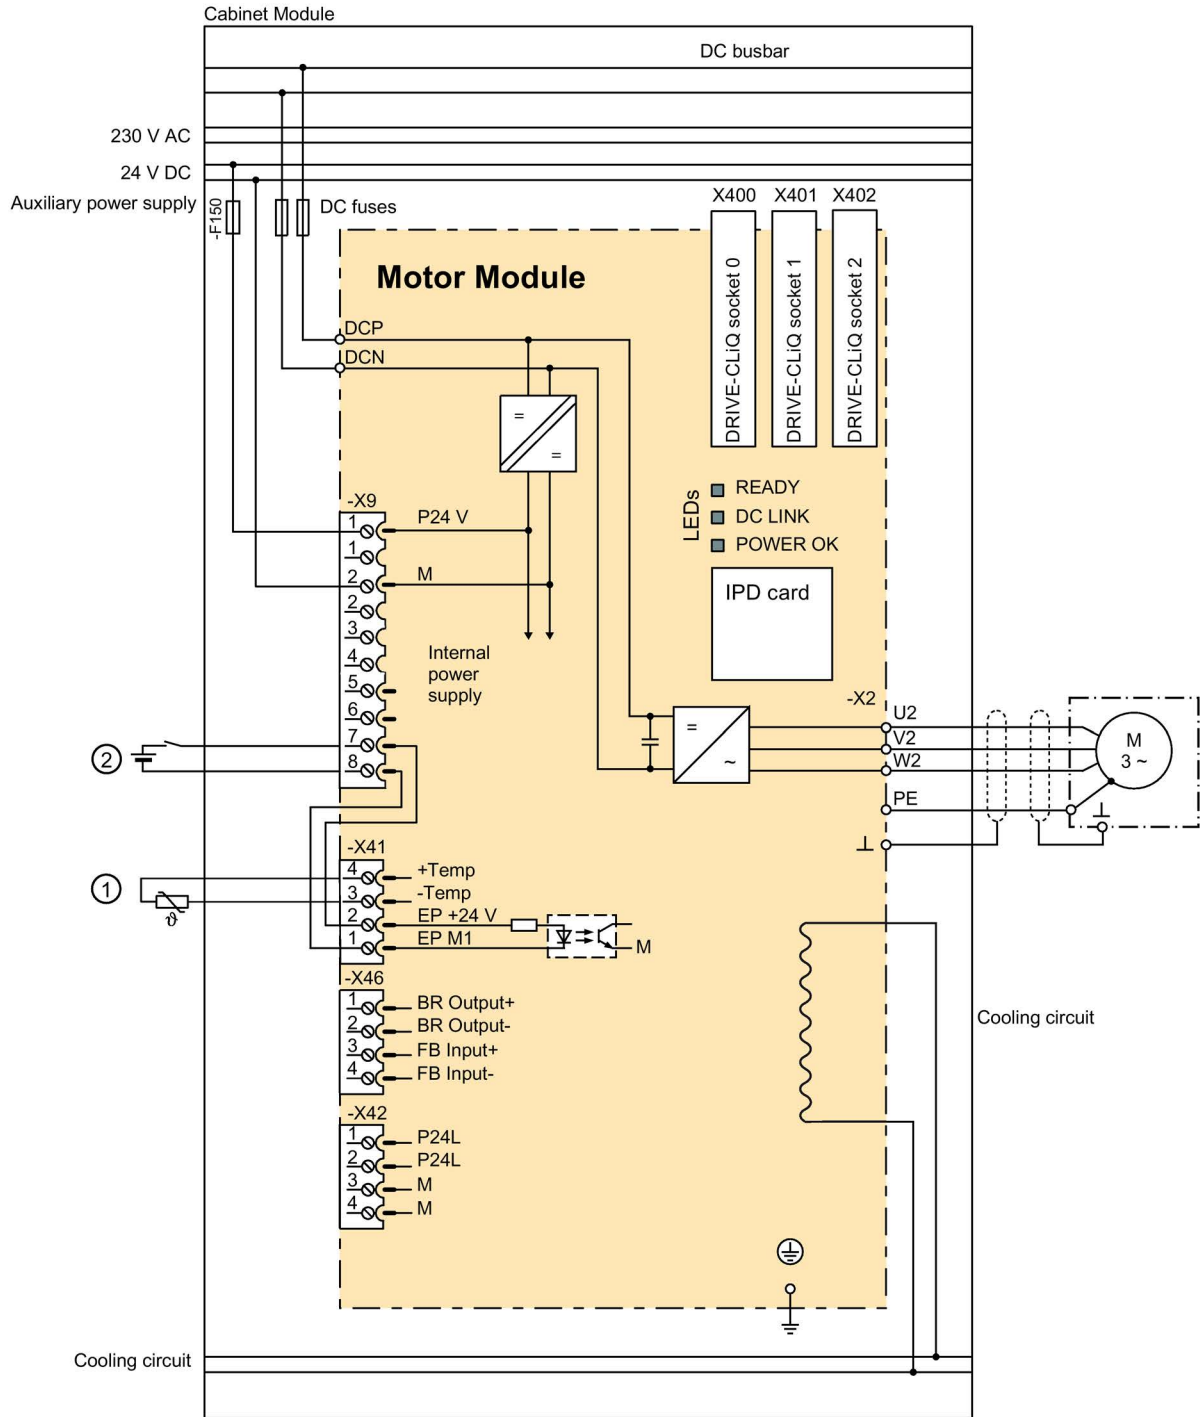 Cabinet Module
DC busbar
230 V AC
24 V DC
Auxiliary power supply
-F150
DC fuses
X400
X401
X402
DRIVE-CLiQ socket 0
DRIVE-CLiQ socket 1
DRIVE-CLiQ socket 2
Motor Module
DCP
DCN
=
=
LEDs
READY
DC LINK
POWER OK
IPD card
-X9
1
P24 V
1
2
M
2
3
4
5
6
7
8
Internal
power
supply
2
-X2
U2
V2
W2
PE
=
~
M
3 ~
-X41
4
+Temp
3
-Temp
2
EP +24 V
1
EP M1
M
1
ϑ
-X46
1
BR Output+
2
BR Output-
3
FB Input+
4
FB Input-
Cooling circuit
-X42
1
P24L
2
P24L
3
M
4
M
Cooling circuit